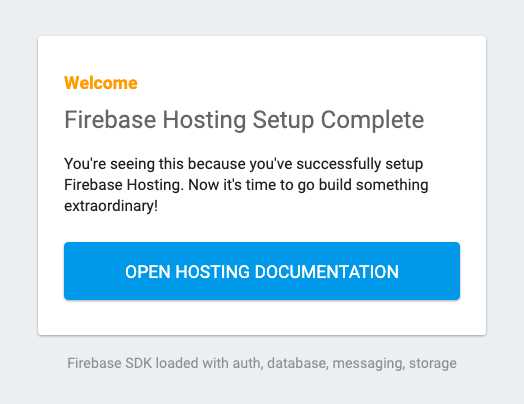 Welcome
Firebase Hosting Setup Complete
You're seeing this because you've successfully setup
Firebase Hosting. Now it's time to go build something
extraordinary!
OPEN HOSTING DOCUMENTATION
Firebase SDK loaded with auth, database, messaging, storage